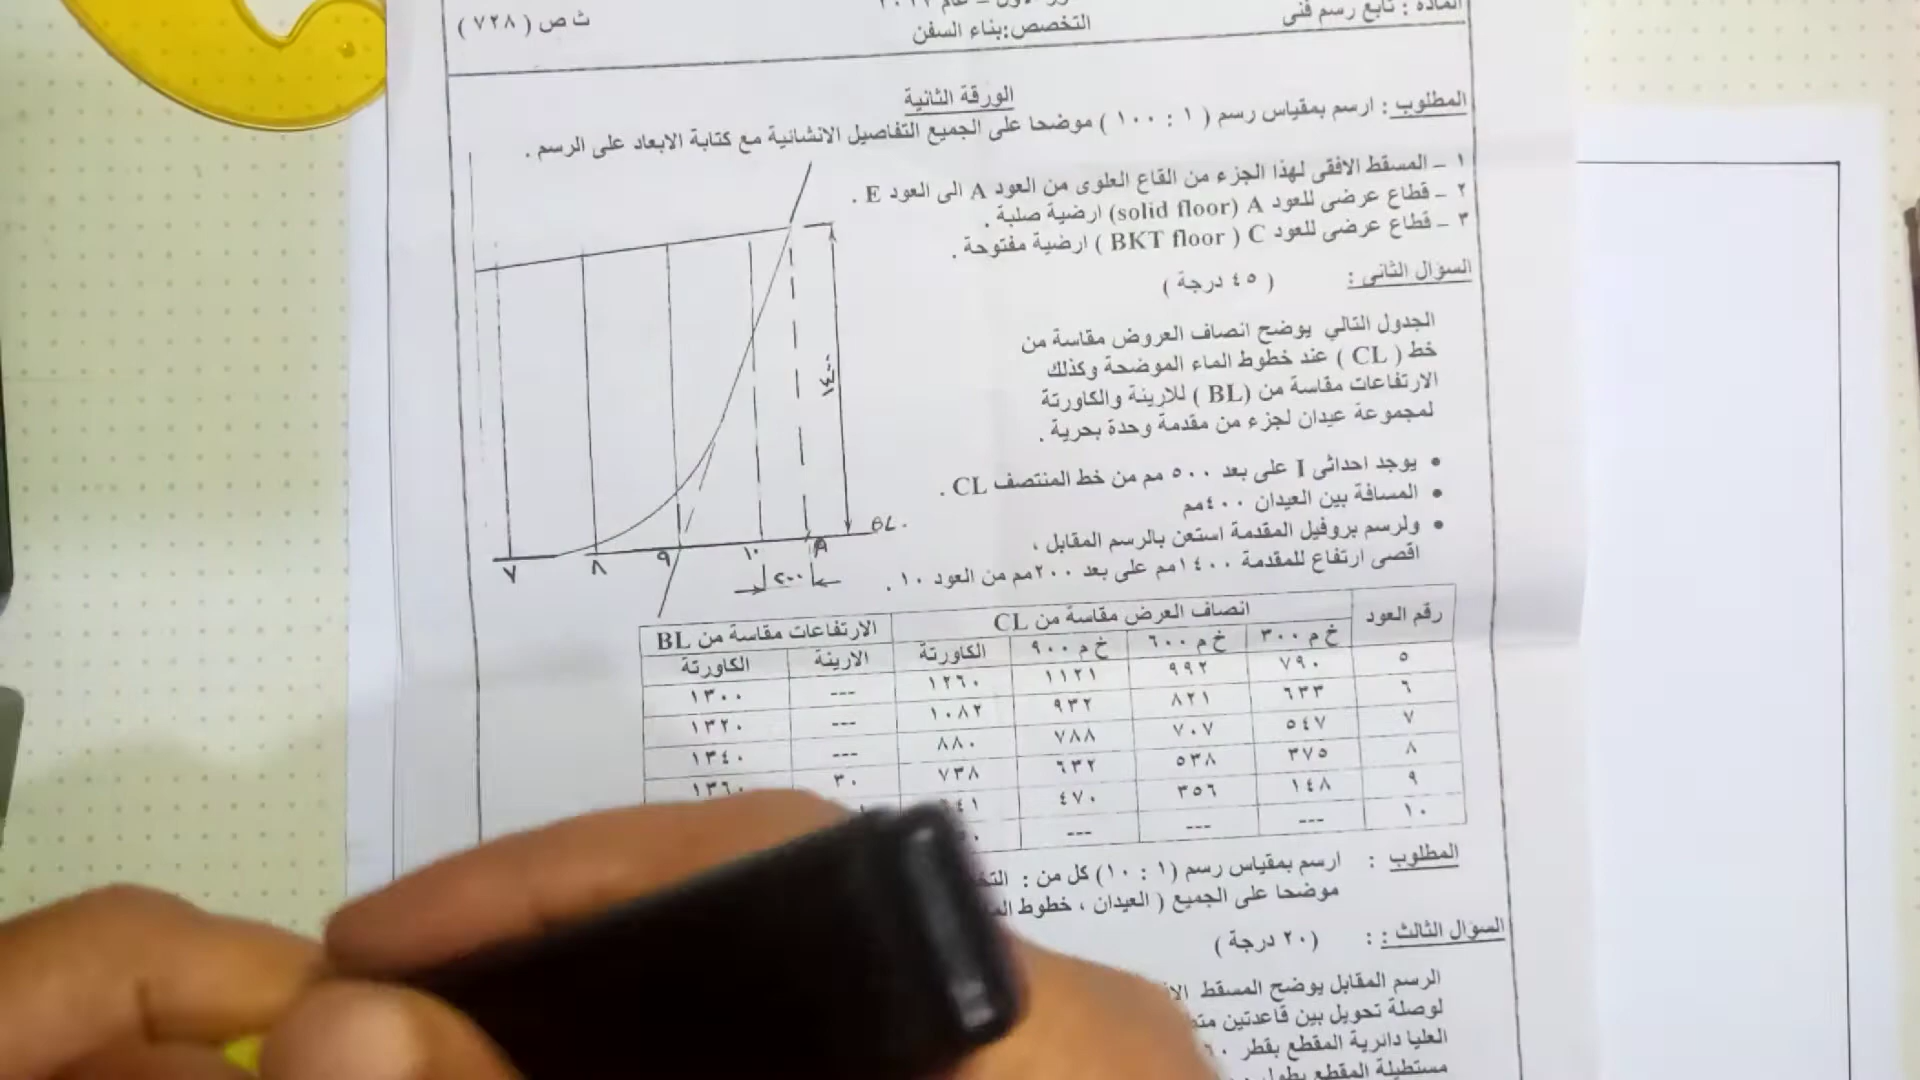 المادة : تابع رسم فنى
التخصص:بناء السفن
ث ص ( ٧٢٨ )
الورقة الثانية
المطلوب : ارسم بمقياس رسم ( ١ : ١٠٠ ) موضحا على الجميع التفاصيل الانشائية مع كتابة الابعاد على الرسم .
١ – المسقط الافقى لهذا الجزء من القاع العلوى من العود A الى العود E .
٢ – قطاع عرضى للعود A (solid floor) ارضية صلبة .
٣ – قطاع عرضى للعود C ( BKT floor ) ارضية مفتوحة .
السؤال الثانى : ( ٤٥ درجة )
الجدول التالي يوضح انصاف العروض مقاسة من
خط ( CL ) عند خطوط الماء الموضحة وكذلك
الارتفاعات مقاسة من (BL ) للارينة والكاورتة
لمجموعة عيدان لجزء من مقدمة وحدة بحرية .
• يوجد احداثى I على بعد ٥٠٠ مم من خط المنتصف CL .
• المسافة بين العيدان ٤٠٠مم
• ولرسم بروفيل المقدمة استعن بالرسم المقابل ،
اقصى ارتفاع للمقدمة ١٤٠٠مم على بعد ٢٠٠مم من العود ١٠ .
١٤٠٠
BL .
٧ ٨ ٩ ١٠ A
٢٠٠
رقم العود انصاف العرض مقاسة من CL الارتفاعات مقاسة من BL
خ م ٣٠٠ خ م ٦٠٠ خ م ٩٠٠ الكاورتة الارينة الكاورتة
٥ ٧٩٠ ٩٩٢ ١١٢١ ١٢٦٠ --- ١٣٠٠
٦ ٦٣٣ ٨٢١ ٩٣٢ ١٠٨٢ --- ١٣٢٠
٧ ٥٤٧ ٧٠٧ ٧٨٨ ٨٨٠ --- ١٣٤٠
٨ ٣٧٥ ٥٣٨ ٦٣٢ ٧٣٨ ٣٠ ١٣٦٠
٩ ١٤٨ ٣٥٦ ٤٧٠
١٠ --- --- ---
المطلوب : ارسم بمقياس رسم (١ : ١٠) كل من :
موضحا على الجميع ( العيدان ، خطوط
السؤال الثالث : : (٢٠ درجة )
الرسم المقابل يوضح المسقط
لوصلة تحويل بين قاعدتين
العليا دائرية المقطع بقطر
مستطيلة المقطع بطول